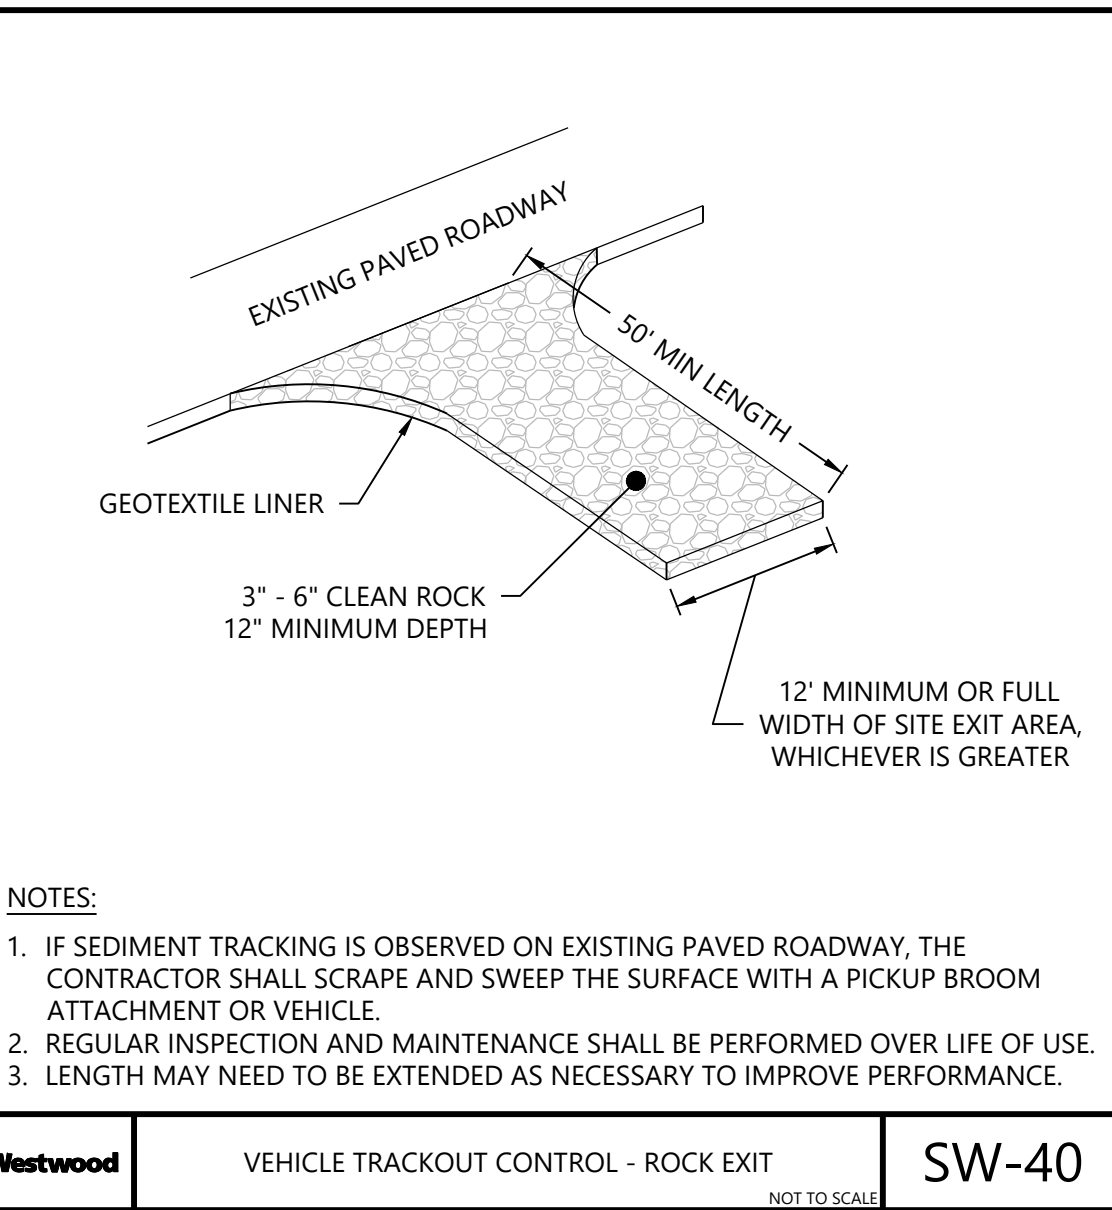 EXISTING PAVED ROADWAY
50' MIN LENGTH
GEOTEXTILE LINER
3" - 6" CLEAN ROCK
12" MINIMUM DEPTH
12' MINIMUM OR FULL
WIDTH OF SITE EXIT AREA,
WHICHEVER IS GREATER
NOTES:
1. IF SEDIMENT TRACKING IS OBSERVED ON EXISTING PAVED ROADWAY, THE
CONTRACTOR SHALL SCRAPE AND SWEEP THE SURFACE WITH A PICKUP BROOM
ATTACHMENT OR VEHICLE.
2. REGULAR INSPECTION AND MAINTENANCE SHALL BE PERFORMED OVER LIFE OF USE.
3. LENGTH MAY NEED TO BE EXTENDED AS NECESSARY TO IMPROVE PERFORMANCE.
Westwood
VEHICLE TRACKOUT CONTROL - ROCK EXIT
NOT TO SCALE
SW-40